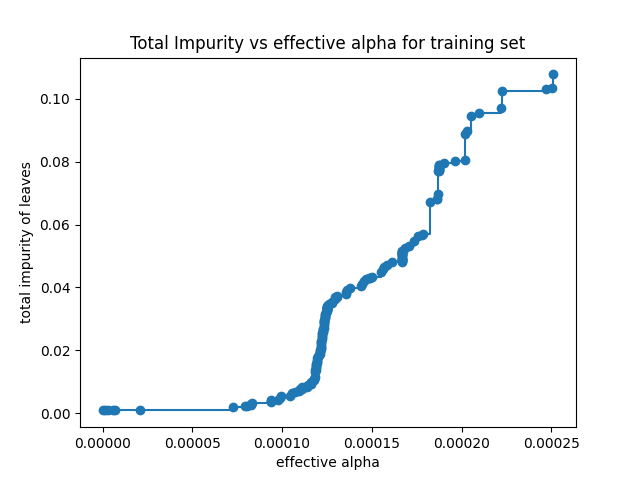 Total Impurity vs effective alpha for training set
0.10
0.08
0.06
0.04
0.02
0.00
total impurity of leaves
0.00000 0.00005 0.00010 0.00015 0.00020 0.00025
effective alpha